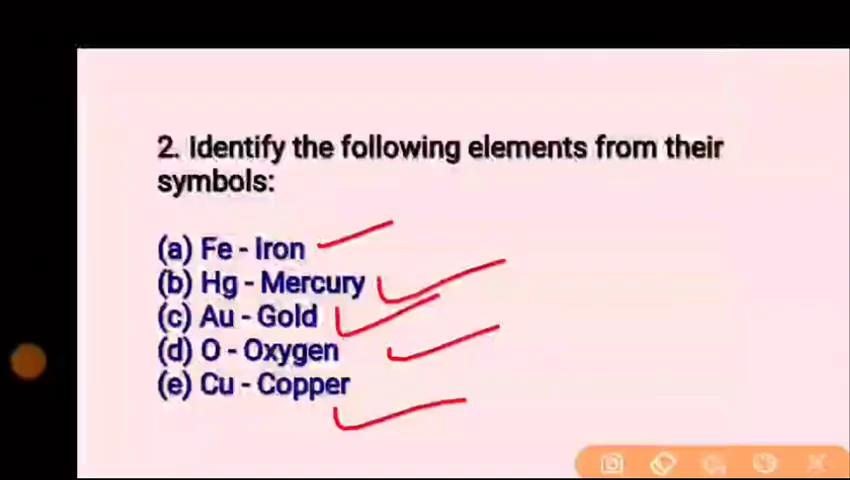 2. Identify the following elements from their
symbols:
(a) Fe - Iron
(b) Hg - Mercury
(c) Au - Gold
(d) O - Oxygen
(e) Cu - Copper